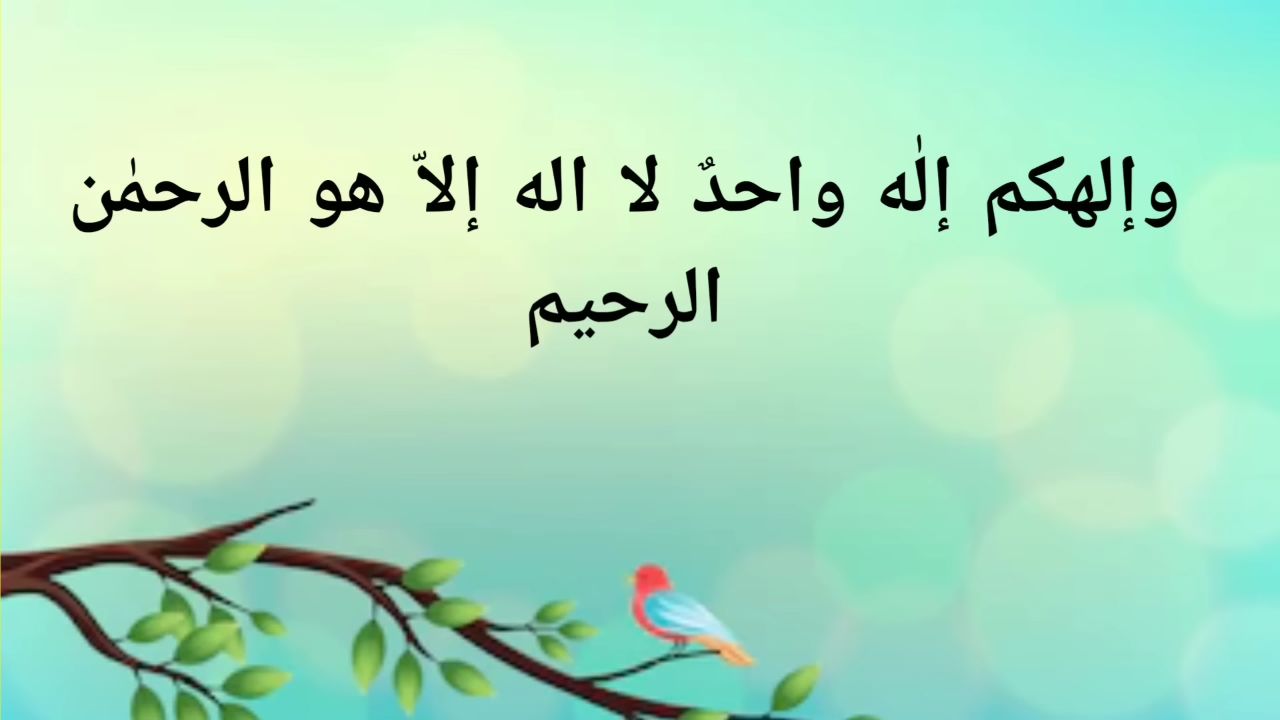 وإلهكم إلٰه واحدٌ لا اله إلاّ هو الرحمٰن
الرحيم